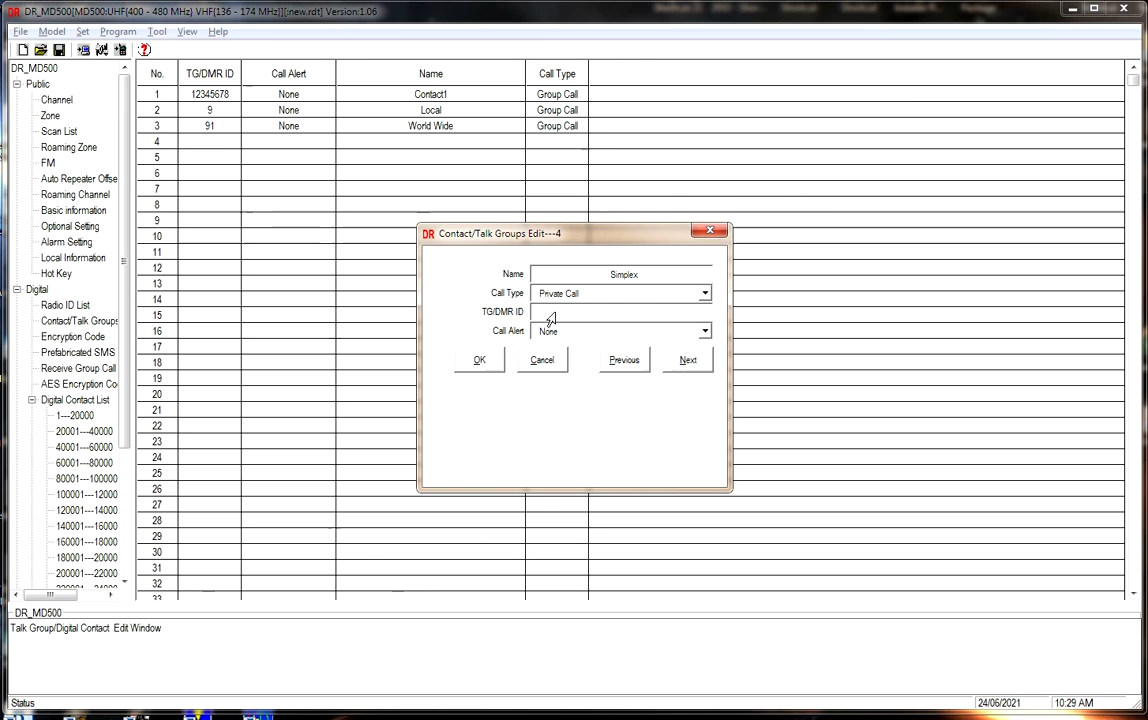 DR DR_MD500[MD500:UHF(400 - 480 MHz) VHF(136 - 174 MHz)][:new.rdt] Version:1.06
File Model Set Program Tool View Help
DR_MD500
Public
Channel
Zone
Scan List
Roaming Zone
FM
Auto Repeater Offse
Roaming Channel
Basic information
Optional Setting
Alarm Setting
Local Information
Hot Key
Digital
Radio ID List
Contact/Talk Groups
Encryption Code
Prefabricated SMS
Receive Group Call
AES Encryption Co
Digital Contact List
1---20000
20001---40000
40001---60000
60001---80000
80001---100000
100001---12000
120001---14000
140001---16000
160001---18000
180001---20000
200001---22000
No. TG/DMR ID Call Alert Name Call Type
1 12345678 None Contact1 Group Call
2 9 None Local Group Call
3 91 None World Wide Group Call
4
5
6
7
8
9
10
11
12
13
14
15
16
17
18
19
20
21
22
23
24
25
26
27
28
29
30
31
32
33
DR Contact/Talk Groups Edit---4
Name Simplex
Call Type Private Call
TG/DMR ID
Call Alert None
OK Cancel Previous Next
DR_MD500
Talk Group/Digital Contact Edit Window
Status 24/06/2021 10:29 AM